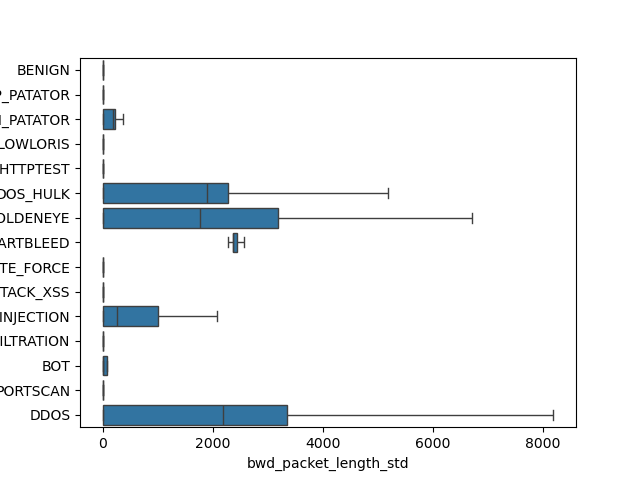 BENIGN
P_PATATOR
H_PATATOR
LOWLORIS
HTTPTEST
DOS_HULK
OLDENEYE
ARTBLEED
TE_FORCE
TACK_XSS
INJECTION
ILTRATION
BOT
PORTSCAN
DDOS
0 2000 4000 6000 8000
bwd_packet_length_std